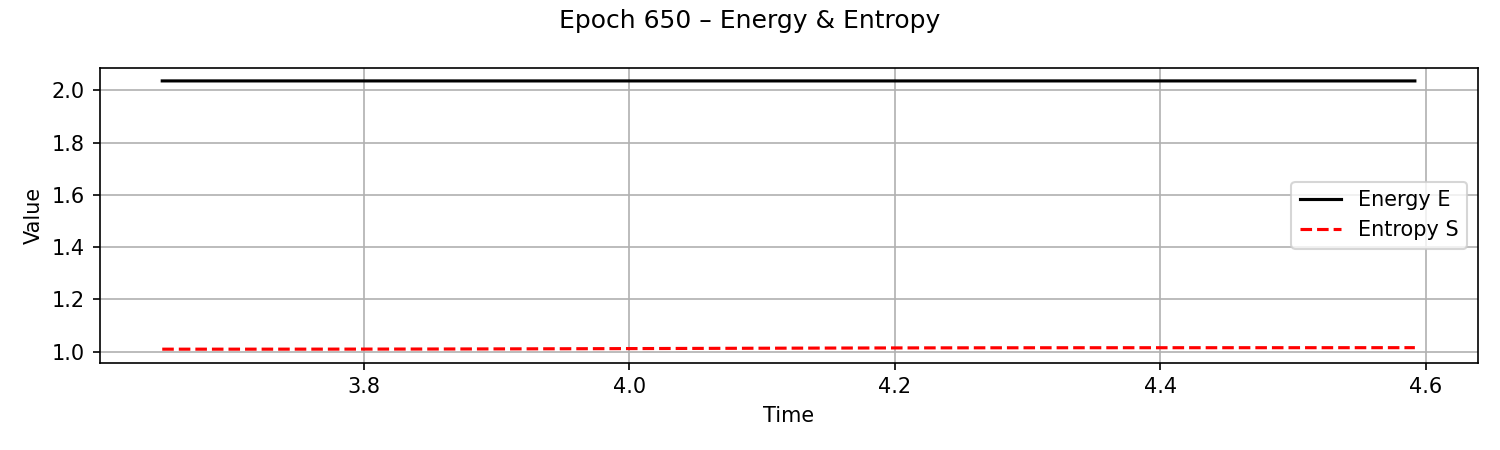 Epoch 650 – Energy & Entropy
2.0
1.8
1.6
1.4
1.2
1.0
Value
Energy E
Entropy S
3.8 4.0 4.2 4.4 4.6
Time